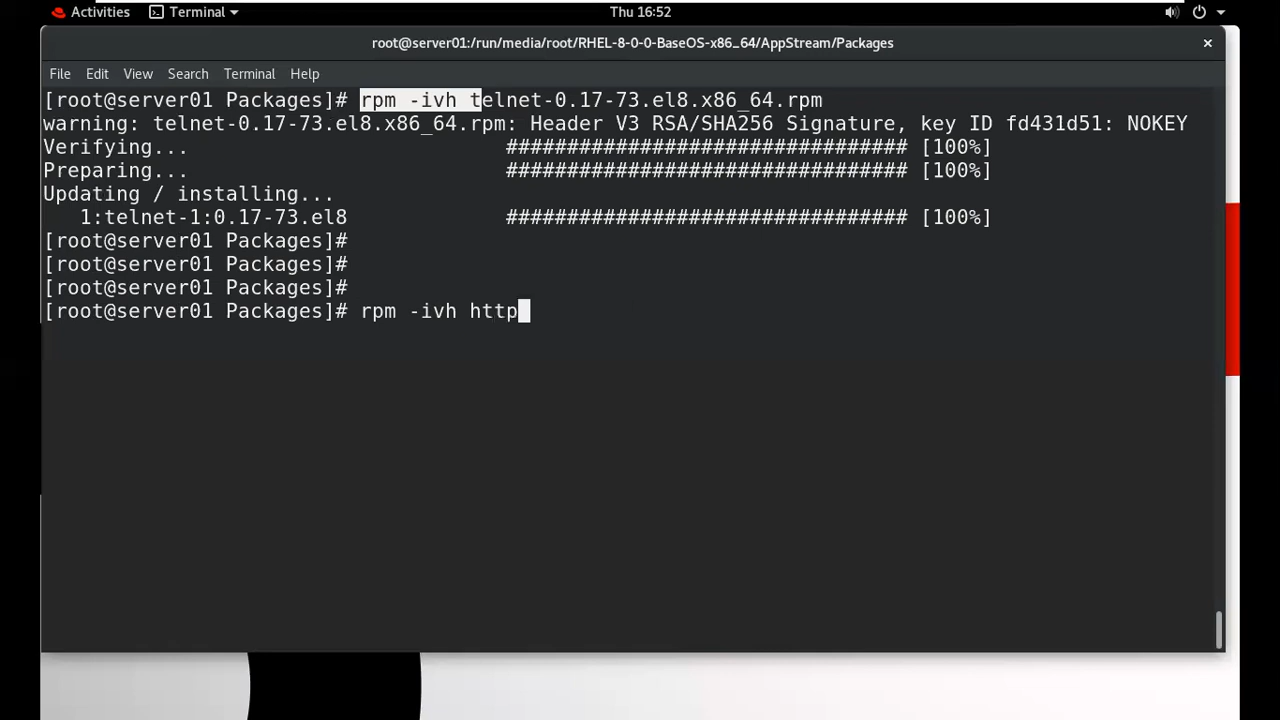 Activities Terminal Thu 16:52
root@server01:/run/media/root/RHEL-8-0-0-BaseOS-x86_64/AppStream/Packages
File Edit View Search Terminal Help
[root@server01 Packages]# rpm -ivh telnet-0.17-73.el8.x86_64.rpm
warning: telnet-0.17-73.el8.x86_64.rpm: Header V3 RSA/SHA256 Signature, key ID fd431d51: NOKEY
Verifying... ################################# [100%]
Preparing... ################################# [100%]
Updating / installing...
1:telnet-1:0.17-73.el8 ################################# [100%]
[root@server01 Packages]#
[root@server01 Packages]#
[root@server01 Packages]#
[root@server01 Packages]# rpm -ivh http